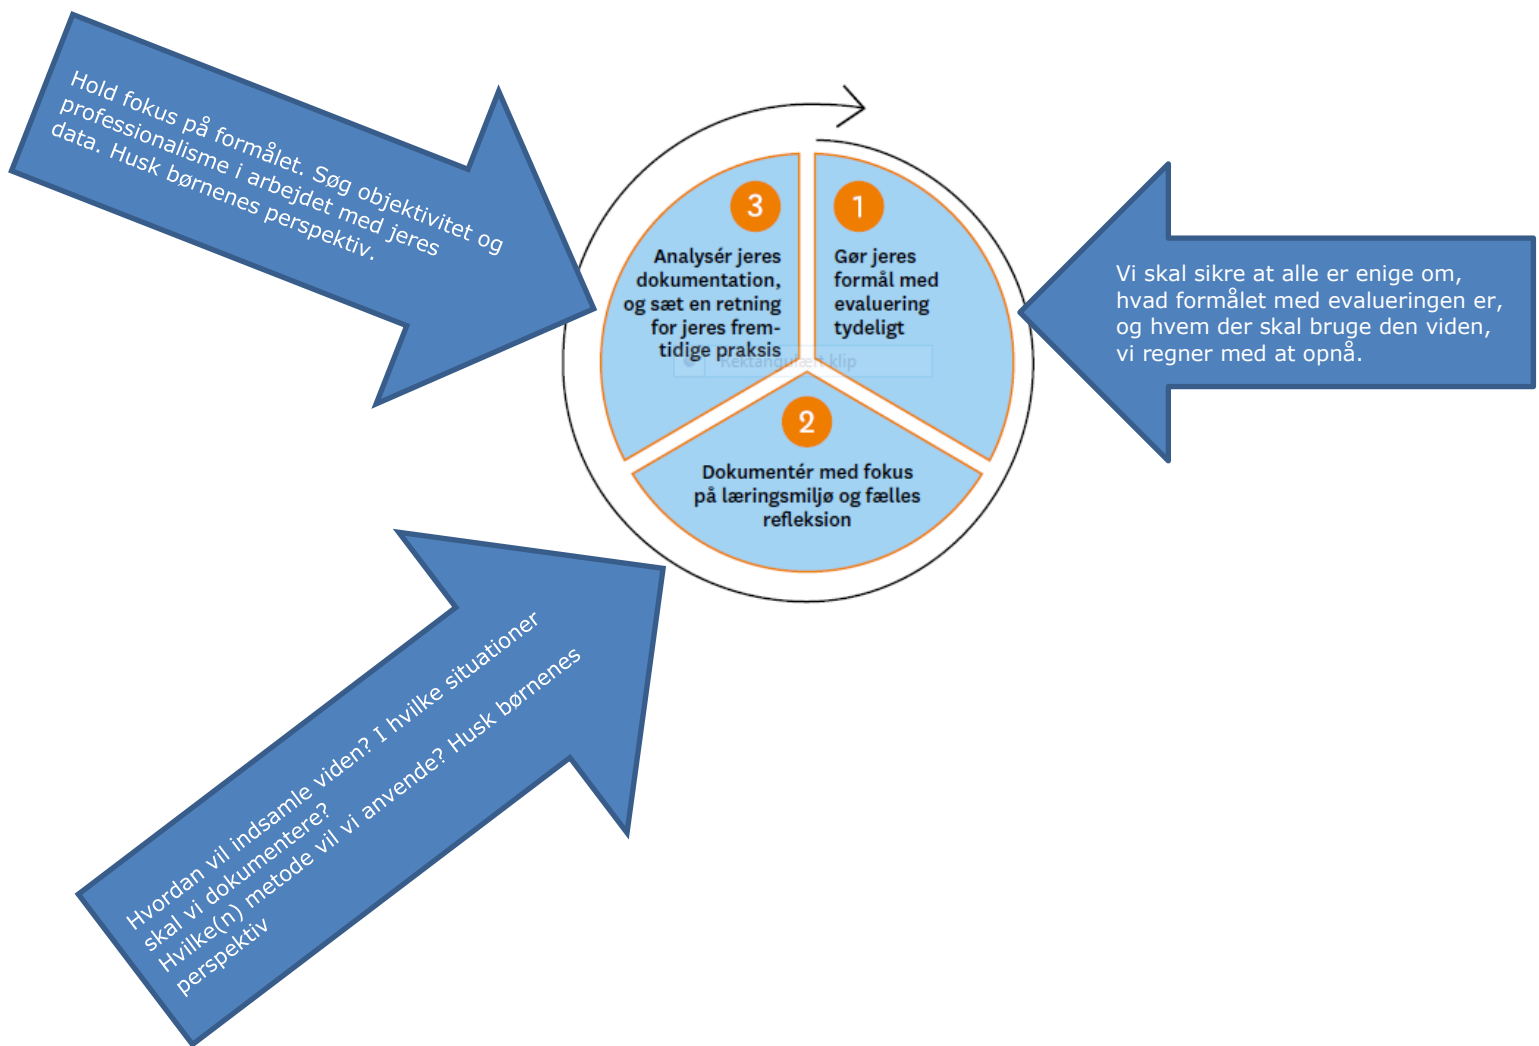 Hold fokus på formålet. Søg objektivitet og
professionalisme i arbejdet med jeres
data. Husk børnenes perspektiv.
3
Analysér jeres
dokumentation,
og sæt en retning
for jeres frem-
tidige praksis
1
Gør jeres
formål med
evaluering
tydeligt
Rektangulært klip
2
Dokumentér med fokus
på læringsmiljø og fælles
refleksion
Vi skal sikre at alle er enige om,
hvad formålet med evalueringen er,
og hvem der skal bruge den viden,
vi regner med at opnå.
Hvordan vil indsamle viden? I hvilke situationer
skal vi dokumentere?
Hvilke(n) metode vil vi anvende? Husk børnenes
perspektiv